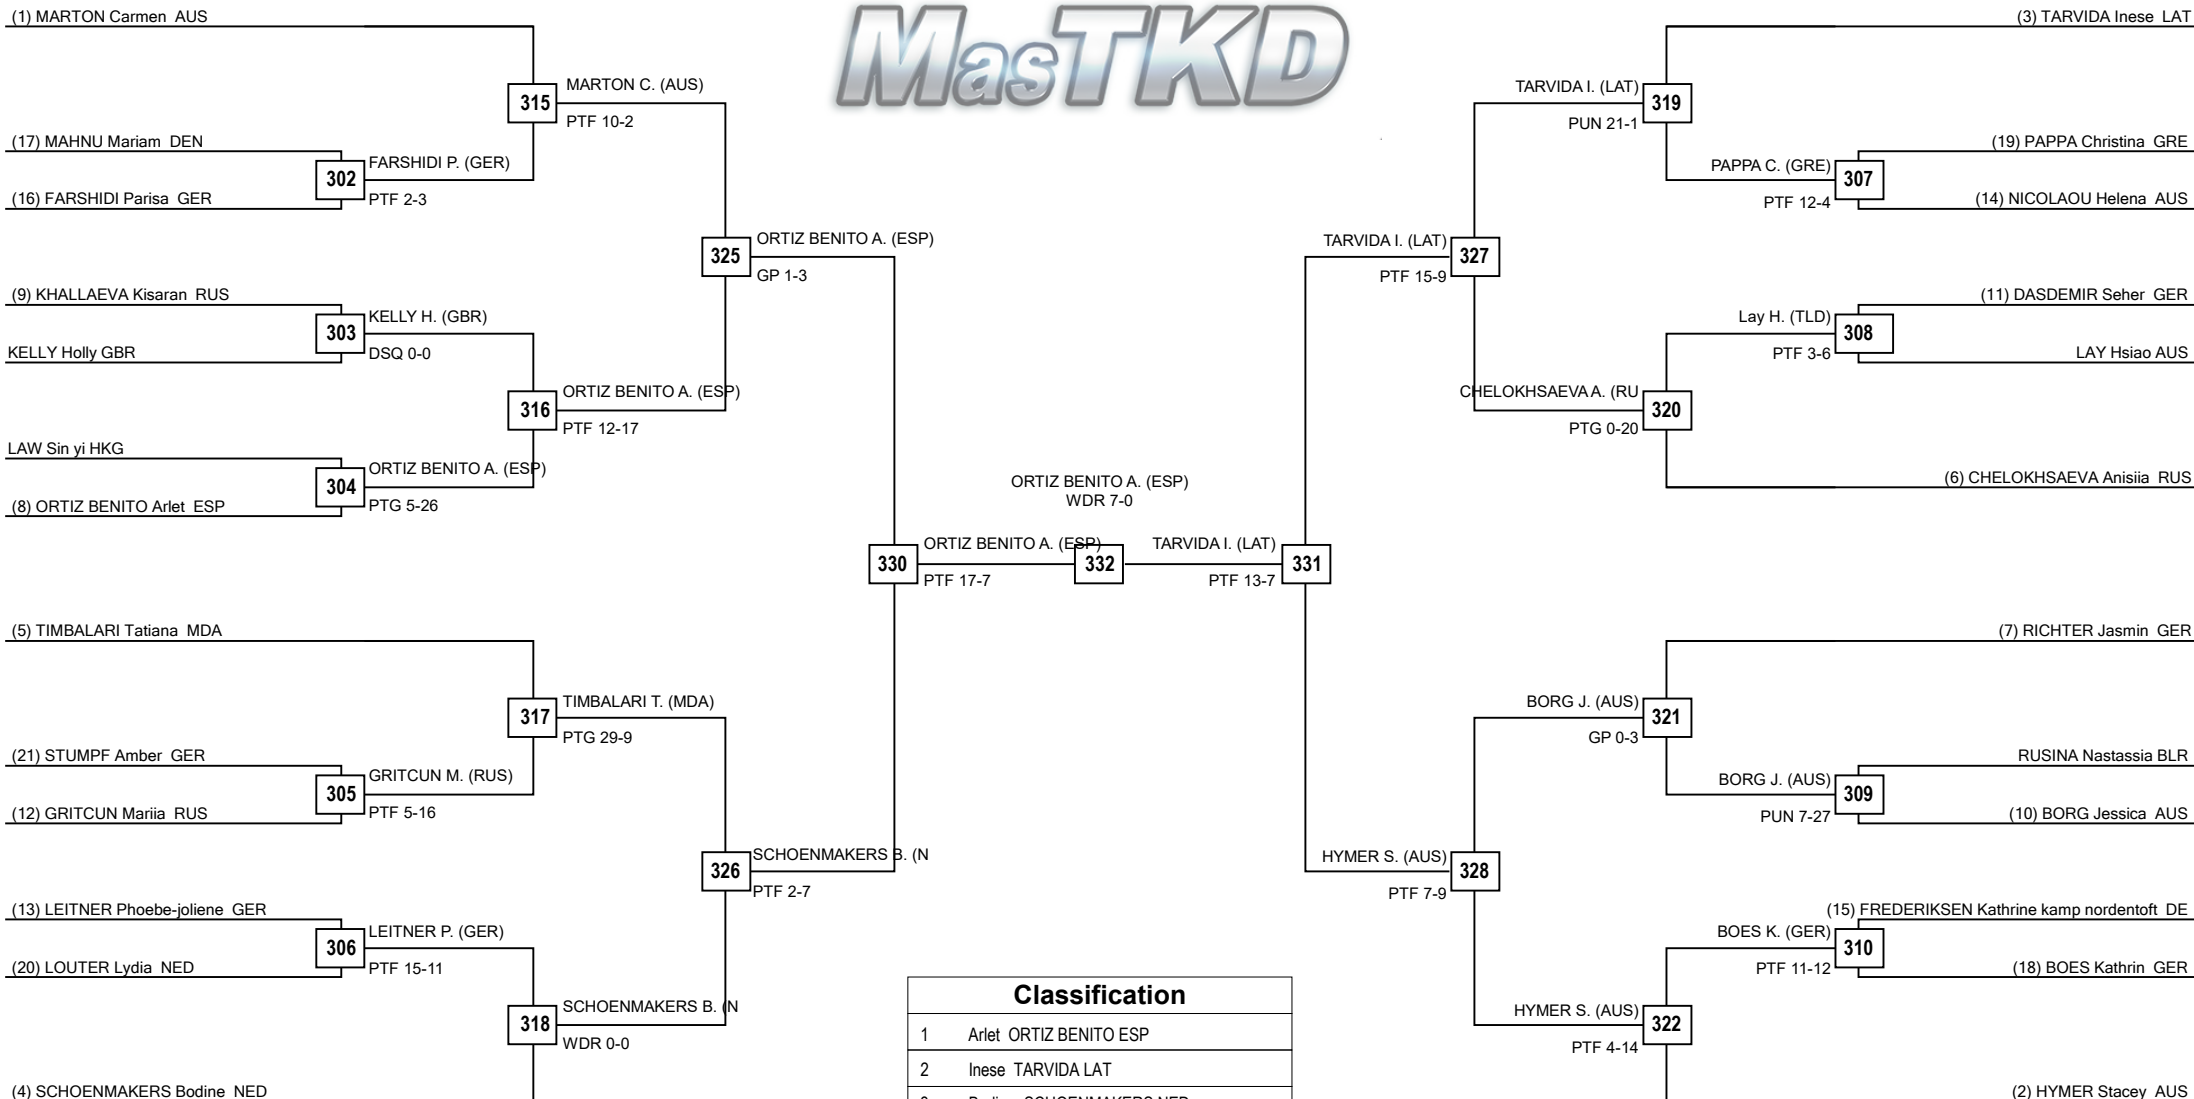 MasTKD
(1) MARTON Carmen  AUS
315
MARTON C. (AUS)
PTF 10-2
(17) MAHNU Mariam  DEN
302
FARSHIDI P. (GER)
PTF 2-3
(16) FARSHIDI Parisa  GER
325
ORTIZ BENITO A. (ESP)
GP 1-3
(9) KHALLAEVA Kisaran  RUS
303
KELLY H. (GBR)
DSQ 0-0
KELLY Holly GBR
316
ORTIZ BENITO A. (ESP)
PTF 12-17
LAW Sin yi HKG
304
ORTIZ BENITO A. (ESP)
PTG 5-26
(8) ORTIZ BENITO Arlet  ESP
330
ORTIZ BENITO A. (ESP)
PTF 17-7
(5) TIMBALARI Tatiana  MDA
317
TIMBALARI T. (MDA)
PTG 29-9
(21) STUMPF Amber  GER
305
GRITCUN M. (RUS)
PTF 5-16
(12) GRITCUN Mariia  RUS
326
SCHOENMAKERS B. (N
PTF 2-7
(13) LEITNER Phoebe-joliene  GER
306
LEITNER P. (GER)
PTF 15-11
(20) LOUTER Lydia  NED
318
SCHOENMAKERS B. (N
WDR 0-0
(4) SCHOENMAKERS Bodine  NED
ORTIZ BENITO A. (ESP)
WDR 7-0
332
(3) TARVIDA Inese  LAT
TARVIDA I. (LAT)
319
PUN 21-1
(19) PAPPA Christina  GRE
PAPPA C. (GRE)
307
PTF 12-4
(14) NICOLAOU Helena  AUS
TARVIDA I. (LAT)
327
PTF 15-9
(11) DASDEMIR Seher  GER
Lay H. (TLD)
308
PTF 3-6
LAY Hsiao AUS
CHELOKHSAEVA A. (RU
320
PTG 0-20
(6) CHELOKHSAEVA Anisiia  RUS
TARVIDA I. (LAT)
331
PTF 13-7
(7) RICHTER Jasmin  GER
BORG J. (AUS)
321
GP 0-3
RUSINA Nastassia BLR
BORG J. (AUS)
309
PUN 7-27
(10) BORG Jessica  AUS
HYMER S. (AUS)
328
PTF 7-9
(15) FREDERIKSEN Kathrine kamp nordentoft  DE
BOES K. (GER)
310
PTF 11-12
(18) BOES Kathrin  GER
HYMER S. (AUS)
322
PTF 4-14
(2) HYMER Stacey  AUS
Classification
1 Arlet  ORTIZ BENITO ESP
2 Inese  TARVIDA LAT